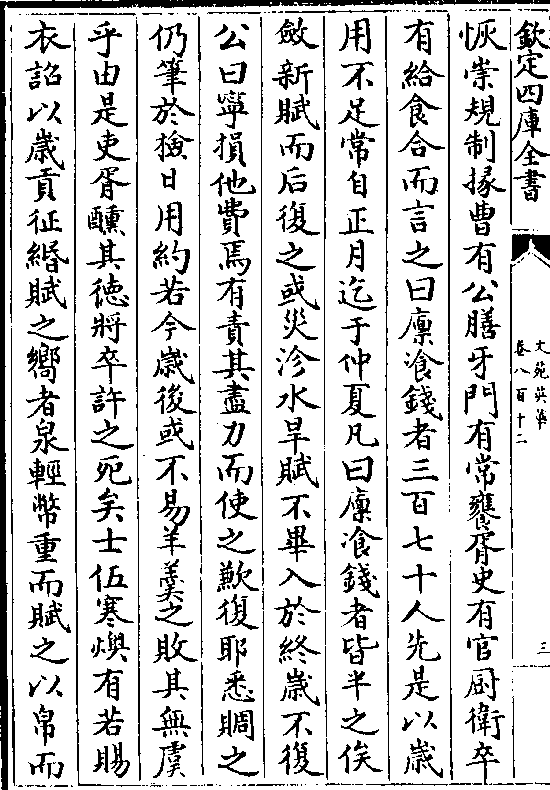 欽定四庫全書
文苑英華
卷八百十二
三
恢崇規制掾曹有公膳牙門有常饔胥史有官厨衛卒
有給食合而言之曰廪飡錢者三百七十人先是以歳
用不足常自正月迄于仲夏凡曰廪飡錢者皆半之俟
斂新賦而后復之或災沴水旱賦不畢入於終歳不復
公曰寧損他費焉有責其盡力而使之歉復耶悉賙之
仍筆於撿日用約若今歳後或不易羊羮之敗其無虞
乎由是吏胥醺其徳將卒許之死矣士伍寒燠有若賜
衣詔以歳貢征緡賦之嚮者泉輕幣重而賦之以帛而